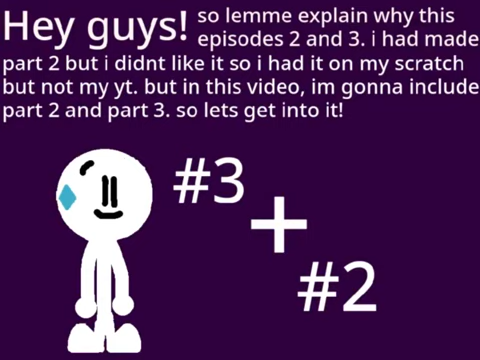 Hey guys! so lemme explain why this
episodes 2 and 3. i had made
part 2 but i didnt like it so i had it on my scratch
but not my yt. but in this video, im gonna include
part 2 and part 3. so lets get into it!
#3
+
#2